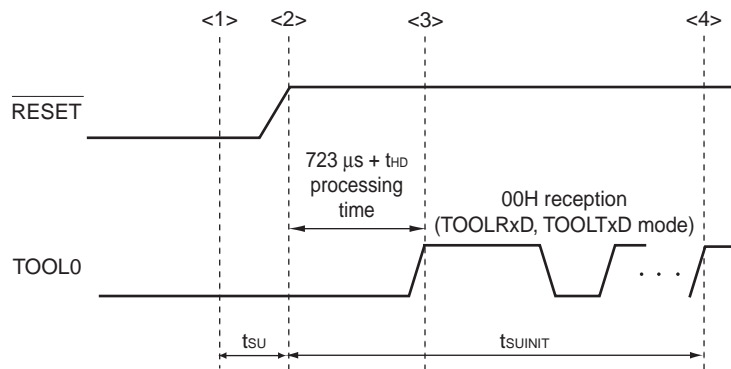 <1> <2> <3> <4>
RESET
723 µs + tHD
processing
time
00H reception
(TOOLRxD, TOOLTxD mode)
TOOL0
. . .
tSU
tSUINIT